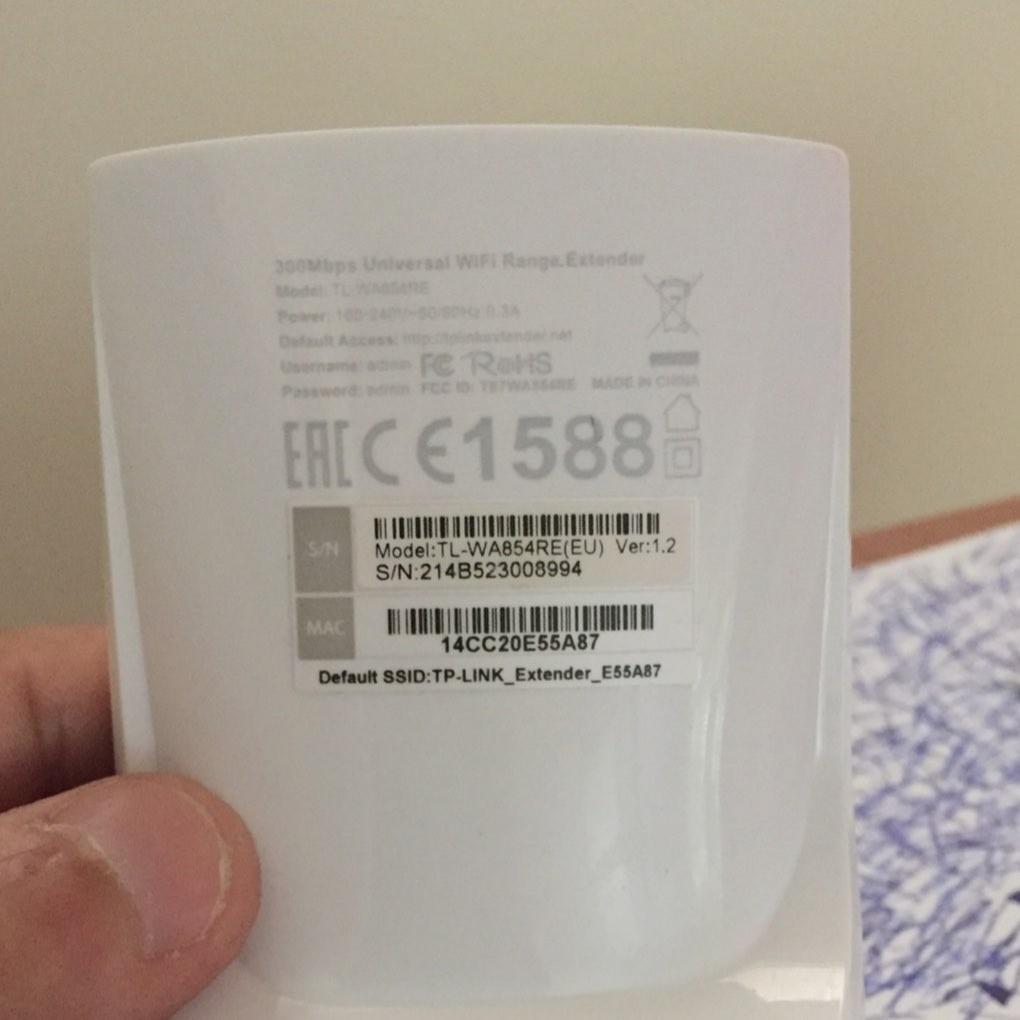 300Mbps Universal WiFi Range Extender
Model: TL-WA854RE
Power: 100-240V~50/60Hz 0.3A
Default Access: http://tplinkextender.net
Username: admin FC RoHS
Password: admin FCC ID: TE7WA854RE MADE IN CHINA
EAC CE1588
S/N
Model:TL-WA854RE(EU) Ver:1.2
S/N:214B523008994
MAC
14CC20E55A87
Default SSID:TP-LINK_Extender_E55A87